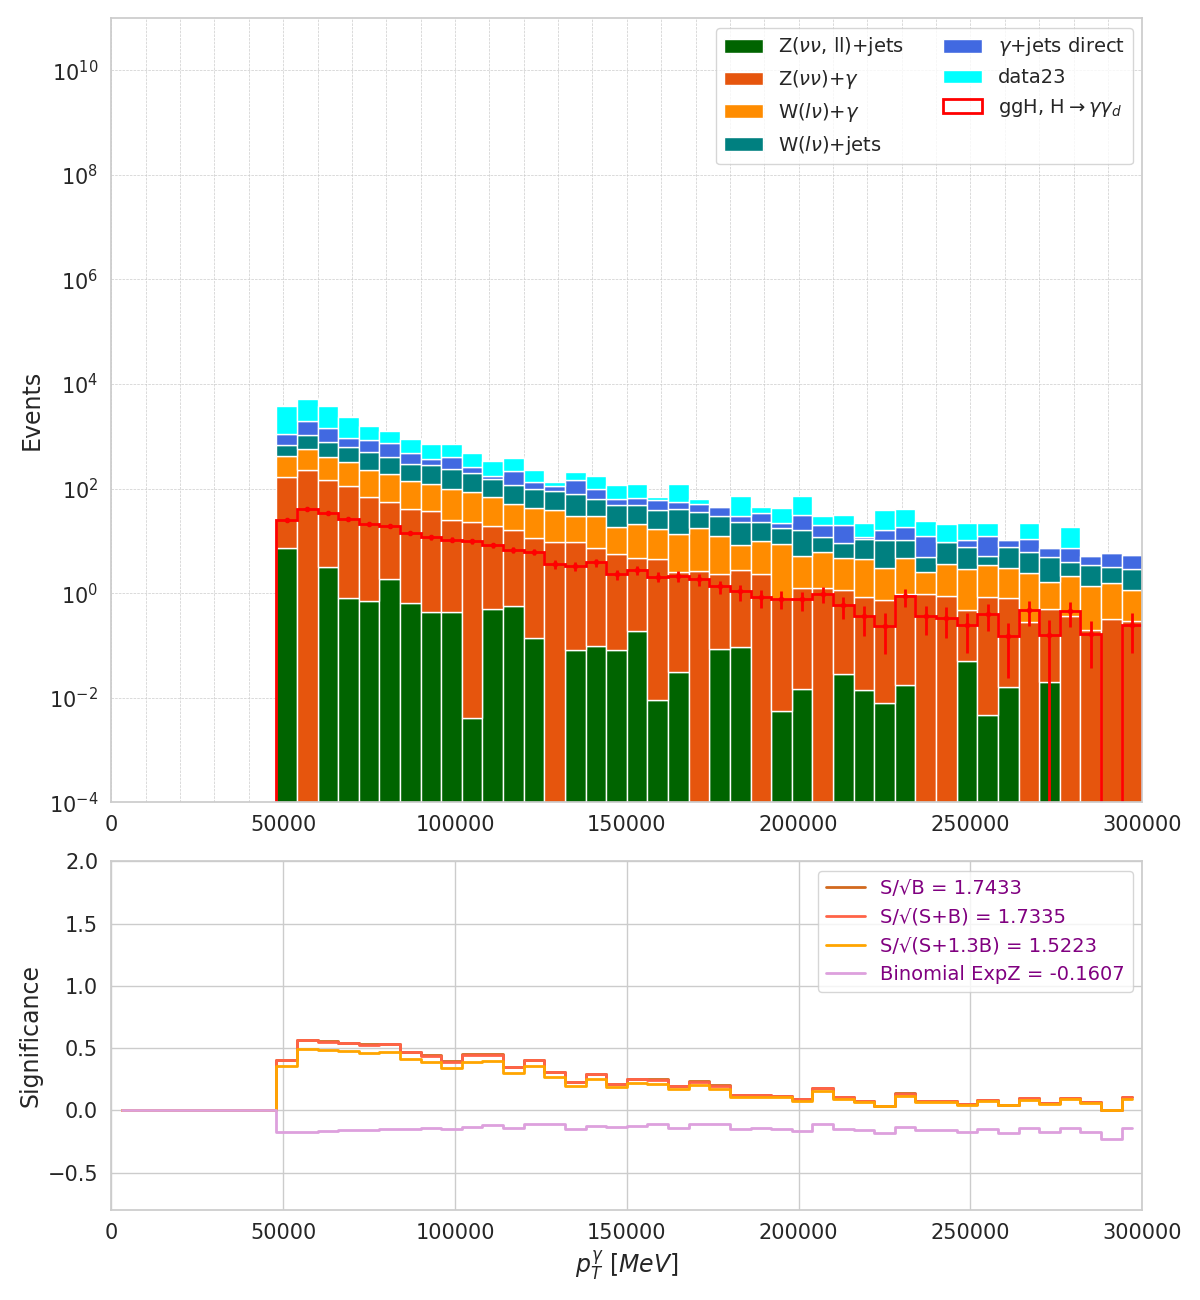 Z(νν, ll)+jets
Z(νν)+γ
W(lν)+γ
W(lν)+jets
γ+jets direct
data23
ggH, H→γγ_d
Events
10^10
10^8
10^6
10^4
10^2
10^0
10^−2
10^−4
0 50000 100000 150000 200000 250000 300000
S/√B = 1.7433
S/√(S+B) = 1.7335
S/√(S+1.3B) = 1.5223
Binomial ExpZ = -0.1607
Significance
2.0
1.5
1.0
0.5
0.0
−0.5
0 50000 100000 150000 200000 250000 300000
p_T^γ [MeV]